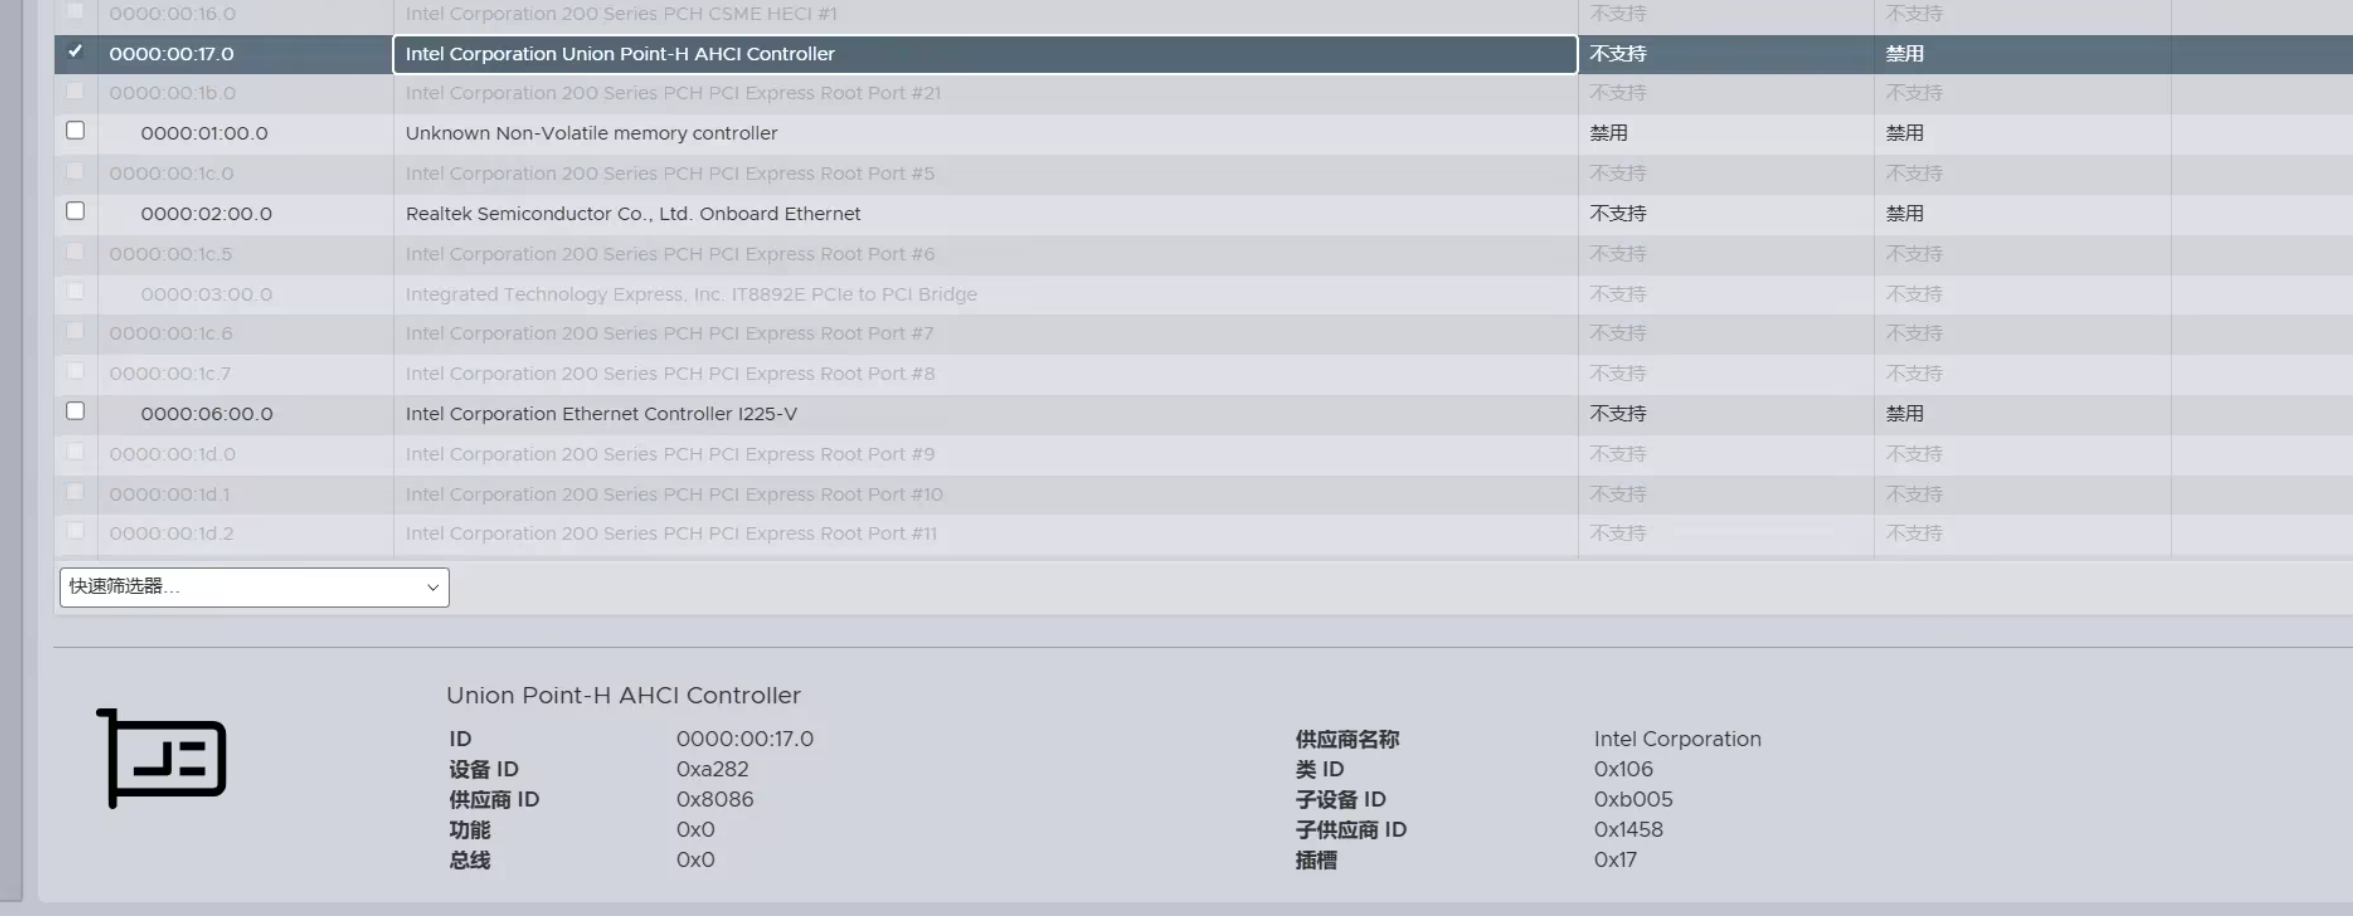 0000:00:16.0 Intel Corporation 200 Series PCH CSME HECI #1 不支持 不支持
0000:00:17.0 Intel Corporation Union Point-H AHCI Controller 不支持 禁用
0000:00:1b.0 Intel Corporation 200 Series PCH PCI Express Root Port #21 不支持 不支持
0000:01:00.0 Unknown Non-Volatile memory controller 禁用 禁用
0000:00:1c.0 Intel Corporation 200 Series PCH PCI Express Root Port #5 不支持 不支持
0000:02:00.0 Realtek Semiconductor Co., Ltd. Onboard Ethernet 不支持 禁用
0000:00:1c.5 Intel Corporation 200 Series PCH PCI Express Root Port #6 不支持 不支持
0000:03:00.0 Integrated Technology Express, Inc. IT8892E PCIe to PCI Bridge 不支持 不支持
0000:00:1c.6 Intel Corporation 200 Series PCH PCI Express Root Port #7 不支持 不支持
0000:00:1c.7 Intel Corporation 200 Series PCH PCI Express Root Port #8 不支持 不支持
0000:06:00.0 Intel Corporation Ethernet Controller I225-V 不支持 禁用
0000:00:1d.0 Intel Corporation 200 Series PCH PCI Express Root Port #9 不支持 不支持
0000:00:1d.1 Intel Corporation 200 Series PCH PCI Express Root Port #10 不支持 不支持
0000:00:1d.2 Intel Corporation 200 Series PCH PCI Express Root Port #11 不支持 不支持
快速筛选器...
Union Point-H AHCI Controller
ID 0000:00:17.0 供应商名称 Intel Corporation
设备 ID 0xa282 类 ID 0x106
供应商 ID 0x8086 子设备 ID 0xb005
功能 0x0 子供应商 ID 0x1458
总线 0x0 插槽 0x17